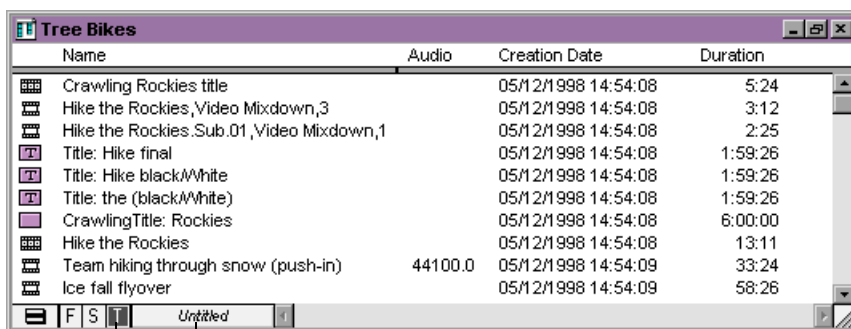 Tree Bikes
Name Audio Creation Date Duration
Crawling Rockies title 05/12/1998 14:54:08 5:24
Hike the Rockies,Video Mixdown,3 05/12/1998 14:54:08 3:12
Hike the Rockies.Sub.01,Video Mixdown,1 05/12/1998 14:54:08 2:25
T Title: Hike final 05/12/1998 14:54:08 1:59:26
T Title: Hike black/White 05/12/1998 14:54:08 1:59:26
T Title: the (black/White) 05/12/1998 14:54:08 1:59:26
CrawlingTitle: Rockies 05/12/1998 14:54:08 6:00:00
Hike the Rockies 05/12/1998 14:54:08 13:11
Team hiking through snow (push-in) 44100.0 05/12/1998 14:54:09 33:24
Ice fall flyover 05/12/1998 14:54:09 58:26
F S T Untitled